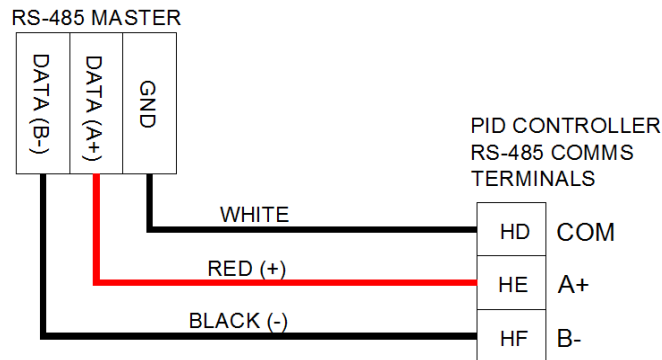 RS-485 MASTER
DATA (B-)
DATA (A+)
GND
PID CONTROLLER
RS-485 COMMS
TERMINALS
WHITE
HD COM
RED (+)
HE A+
BLACK (-)
HF B-